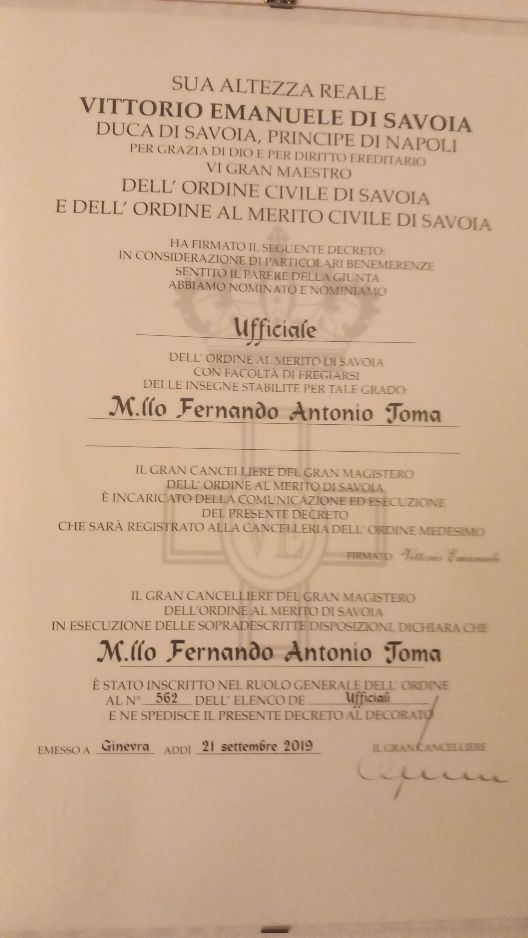 SUA ALTEZZA REALE
VITTORIO EMANUELE DI SAVOIA
DUCA DI SAVOIA, PRINCIPE DI NAPOLI
PER GRAZIA DI DIO E PER DIRITTO EREDITARIO
VI GRAN MAESTRO
DELL' ORDINE CIVILE DI SAVOIA
E DELL' ORDINE AL MERITO CIVILE DI SAVOIA
HA FIRMATO IL SEGUENTE DECRETO:
IN CONSIDERAZIONE DI PARTICOLARI BENEMERENZE
SENTITO IL PARERE DELLA GIUNTA
ABBIAMO NOMINATO E NOMINIAMO
Ufficiale
DELL' ORDINE AL MERITO DI SAVOIA
CON FACOLTÀ DI FREGIARSI
DELLE INSEGNE STABILITE PER TALE GRADO:
M.llo Fernando Antonio Toma
IL GRAN CANCELLIERE DEL GRAN MAGISTERO
DELL' ORDINE AL MERITO DI SAVOIA
È INCARICATO DELLA COMUNICAZIONE ED ESECUZIONE
DEL PRESENTE DECRETO
CHE SARÀ REGISTRATO ALLA CANCELLERIA DELL' ORDINE MEDESIMO
FIRMATO: Vittorio Emanuele
IL GRAN CANCELLIERE DEL GRAN MAGISTERO
DELL'ORDINE AL MERITO DI SAVOIA
IN ESECUZIONE DELLE SOPRADESCRITTE DISPOSIZIONI, DICHIARA CHE
M.llo Fernando Antonio Toma
È STATO INSCRITTO NEL RUOLO GENERALE DELL' ORDINE
AL N° 562 DELL' ELENCO DE Ufficiali
E NE SPEDISCE IL PRESENTE DECRETO AL DECORATO
EMESSO A Ginevra ADDÌ 21 settembre 2019 IL GRAN CANCELLIERE